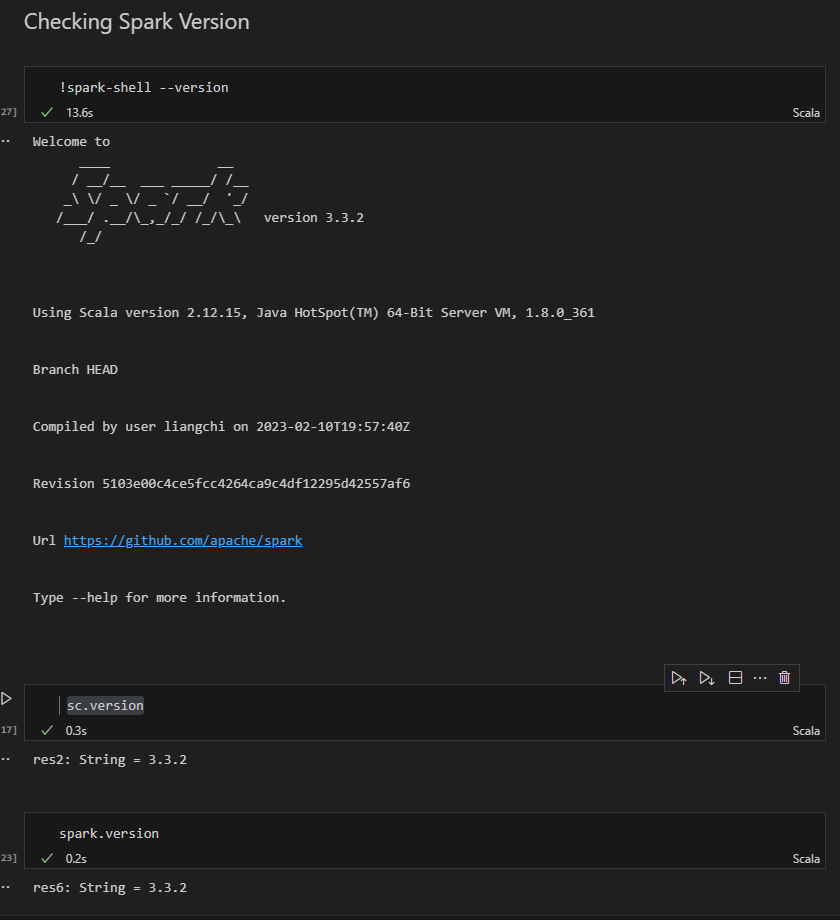 Checking Spark Version
!spark-shell --version
27]
13.6s
Scala
Welcome to
      ____              __
     / __/__  ___ _____/ /__
    _\ \/ _ \/ _ `/ __/  '_/
   /___/ .__/\_,_/_/ /_/\_\   version 3.3.2
      /_/
Using Scala version 2.12.15, Java HotSpot(TM) 64-Bit Server VM, 1.8.0_361
Branch HEAD
Compiled by user liangchi on 2023-02-10T19:57:40Z
Revision 5103e00c4ce5fcc4264ca9c4df12295d42557af6
Url https://github.com/apache/spark
Type --help for more information.
sc.version
17]
0.3s
Scala
res2: String = 3.3.2
spark.version
23]
0.2s
Scala
res6: String = 3.3.2